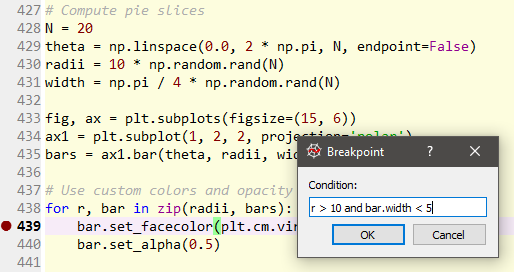 427 # Compute pie slices
428 N = 20
429 theta = np.linspace(0.0, 2 * np.pi, N, endpoint=False)
430 radii = 10 * np.random.rand(N)
431 width = np.pi / 4 * np.random.rand(N)
432
433 fig, ax = plt.subplots(figsize=(15, 6))
434 ax1 = plt.subplot(1, 2, 2, projection='polar')
435 bars = ax1.bar(theta, radii,
436
437 # Use custom colors and opacity
438 for r, bar in zip(radii, bars):
439 bar.set_facecolor(plt.cm.
440 bar.set_alpha(0.5)
441
Breakpoint ? ×
Condition:
r > 10 and bar.width < 5
OK Cancel